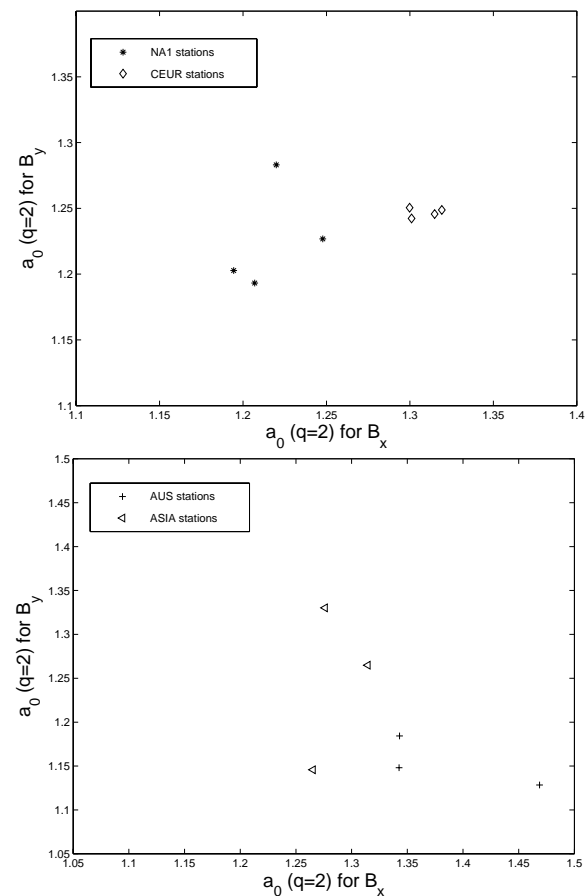 NA1 stations
CEUR stations
1.35
1.3
1.25
1.2
1.15
1.1
a0 (q=2) for By
1.1 1.15 1.2 1.25 1.3 1.35 1.4
a0 (q=2) for Bx
1.5
AUS stations
ASIA stations
1.45
1.4
1.35
1.3
1.25
1.2
1.15
1.1
1.05
a0 (q=2) for By
1.05 1.1 1.15 1.2 1.25 1.3 1.35 1.4 1.45 1.5
a0 (q=2) for Bx